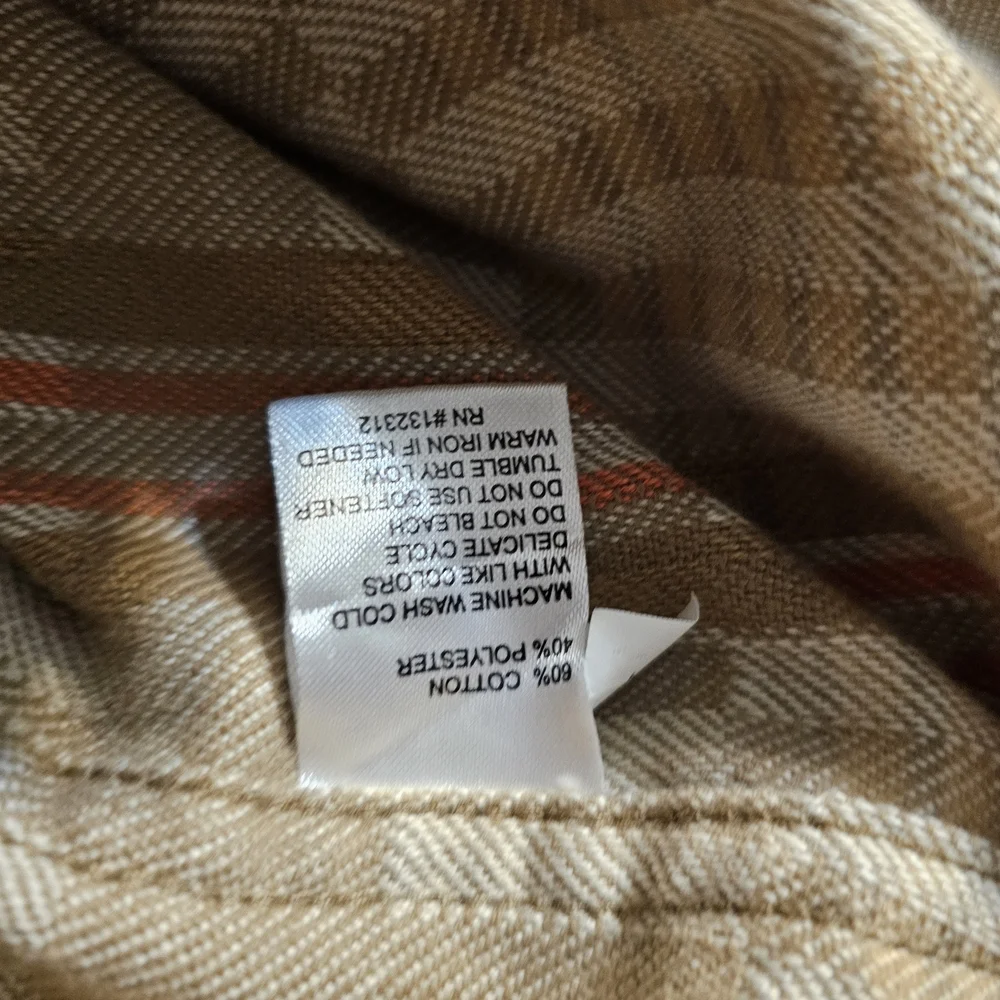 60% COTTON
40% POLYESTER
MACHINE WASH COLD
WITH LIKE COLORS
DELICATE CYCLE
DO NOT BLEACH
DO NOT USE SOFTENER
TUMBLE DRY LOW
WARM IRON IF NEEDED
RN #132312